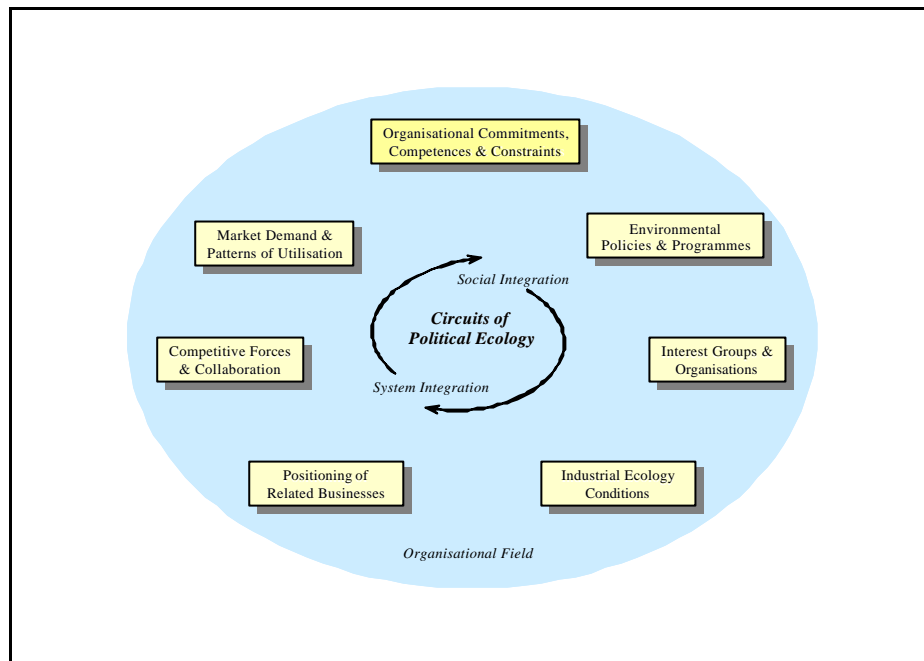 Organisational Commitments,
Competences & Constraints
Market Demand &
Patterns of Utilisation
Environmental
Policies & Programmes
Social Integration
Circuits of
Political Ecology
Competitive Forces
& Collaboration
Interest Groups &
Organisations
System Integration
Positioning of
Related Businesses
Industrial Ecology
Conditions
Organisational Field